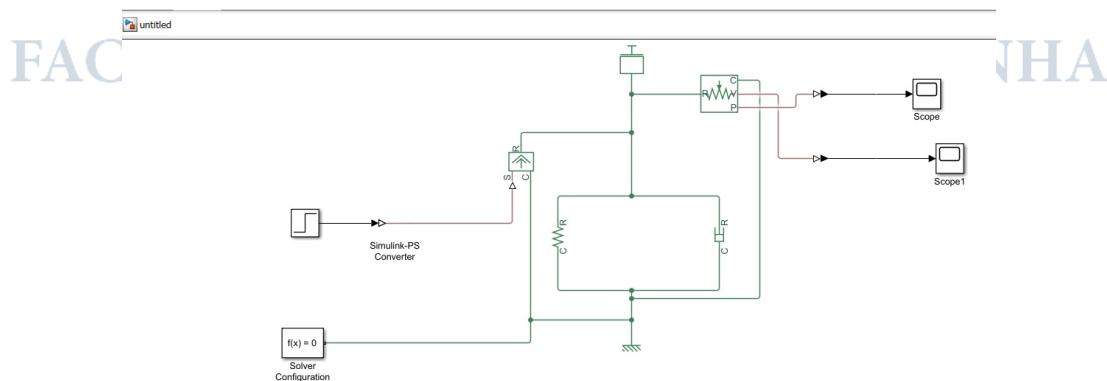 untitled
FAC
NHA
C
R
V
P
Scope
Scope1
R
S
C
R
C
R
C
Simulink-PS
Converter
f(x) = 0
Solver
Configuration